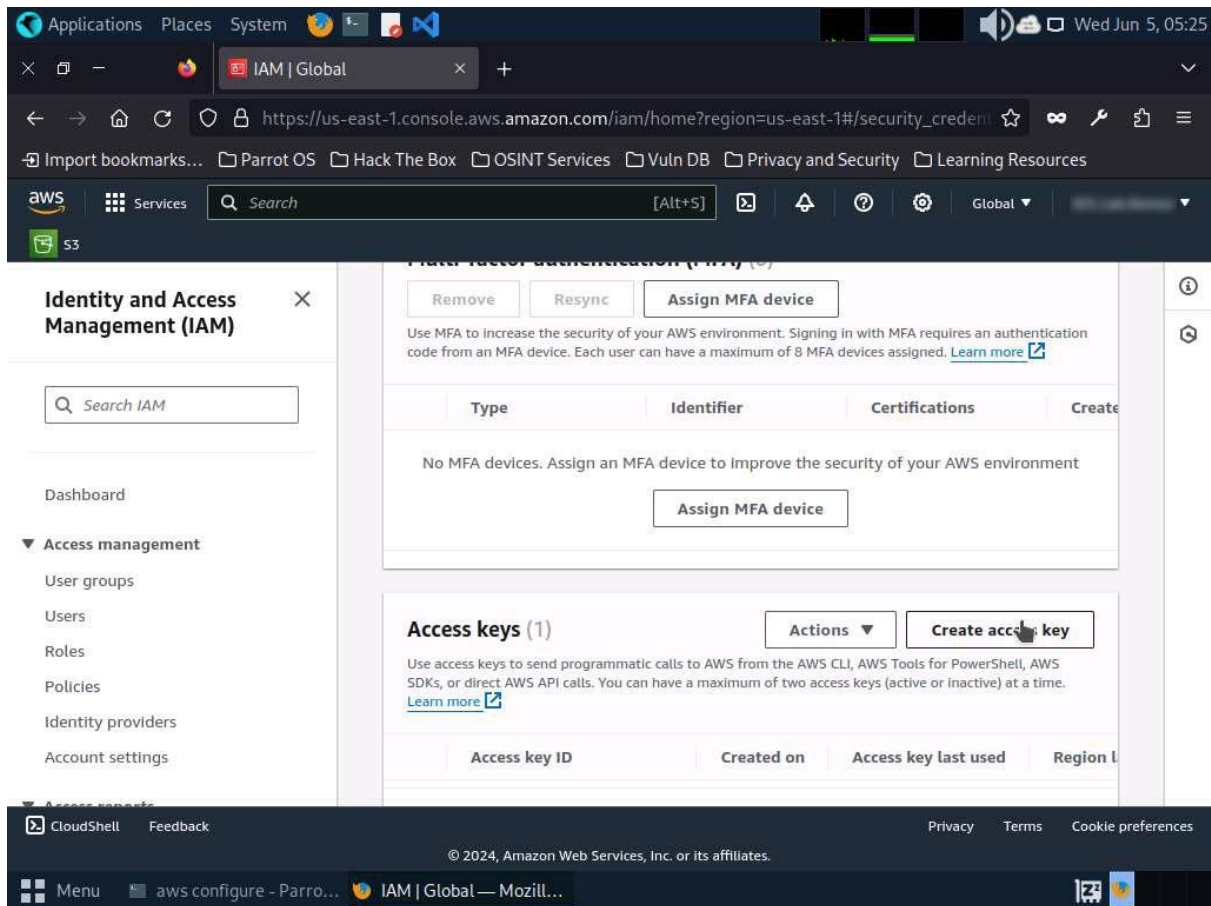 Applications Places System Wed Jun 5, 05:25
IAM | Global
https://us-east-1.console.aws.amazon.com/iam/home?region=us-east-1#/security_creden
Import bookmarks... Parrot OS Hack The Box OSINT Services Vuln DB Privacy and Security Learning Resources
aws Services Search [Alt+S] Global
S3
Identity and Access
Management (IAM)
Search IAM
Dashboard
Access management
User groups
Users
Roles
Policies
Identity providers
Account settings
Access reports
Multi-factor authentication (MFA)
Remove Resync Assign MFA device
Use MFA to increase the security of your AWS environment. Signing in with MFA requires an authentication
code from an MFA device. Each user can have a maximum of 8 MFA devices assigned. Learn more
Type Identifier Certifications Create
No MFA devices. Assign an MFA device to improve the security of your AWS environment
Assign MFA device
Access keys (1) Actions Create access key
Use access keys to send programmatic calls to AWS from the AWS CLI, AWS Tools for PowerShell, AWS
SDKs, or direct AWS API calls. You can have a maximum of two access keys (active or inactive) at a time.
Learn more
Access key ID Created on Access key last used Region l
CloudShell Feedback Privacy Terms Cookie preferences
© 2024, Amazon Web Services, Inc. or its affiliates.
Menu aws configure - Parro... IAM | Global — Mozill...